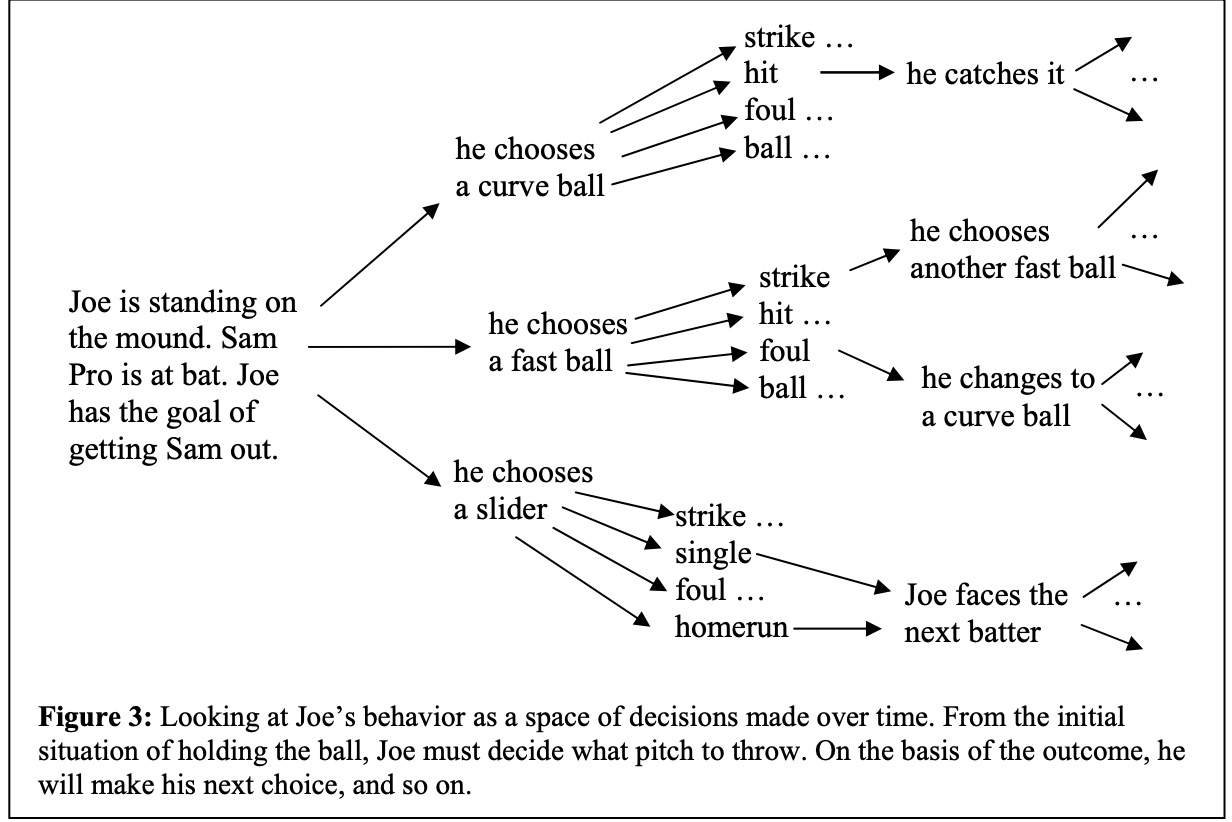 Joe is standing on
the mound. Sam
Pro is at bat. Joe
has the goal of
getting Sam out.
he chooses
a curve ball
strike …
hit
foul …
ball …
he catches it
…
he chooses
a fast ball
strike
hit …
foul
ball …
he chooses
another fast ball
…
he changes to
a curve ball
…
he chooses
a slider
strike …
single
foul …
homerun
Joe faces the
next batter
…
Figure 3: Looking at Joe’s behavior as a space of decisions made over time. From the initial
situation of holding the ball, Joe must decide what pitch to throw. On the basis of the outcome, he
will make his next choice, and so on.